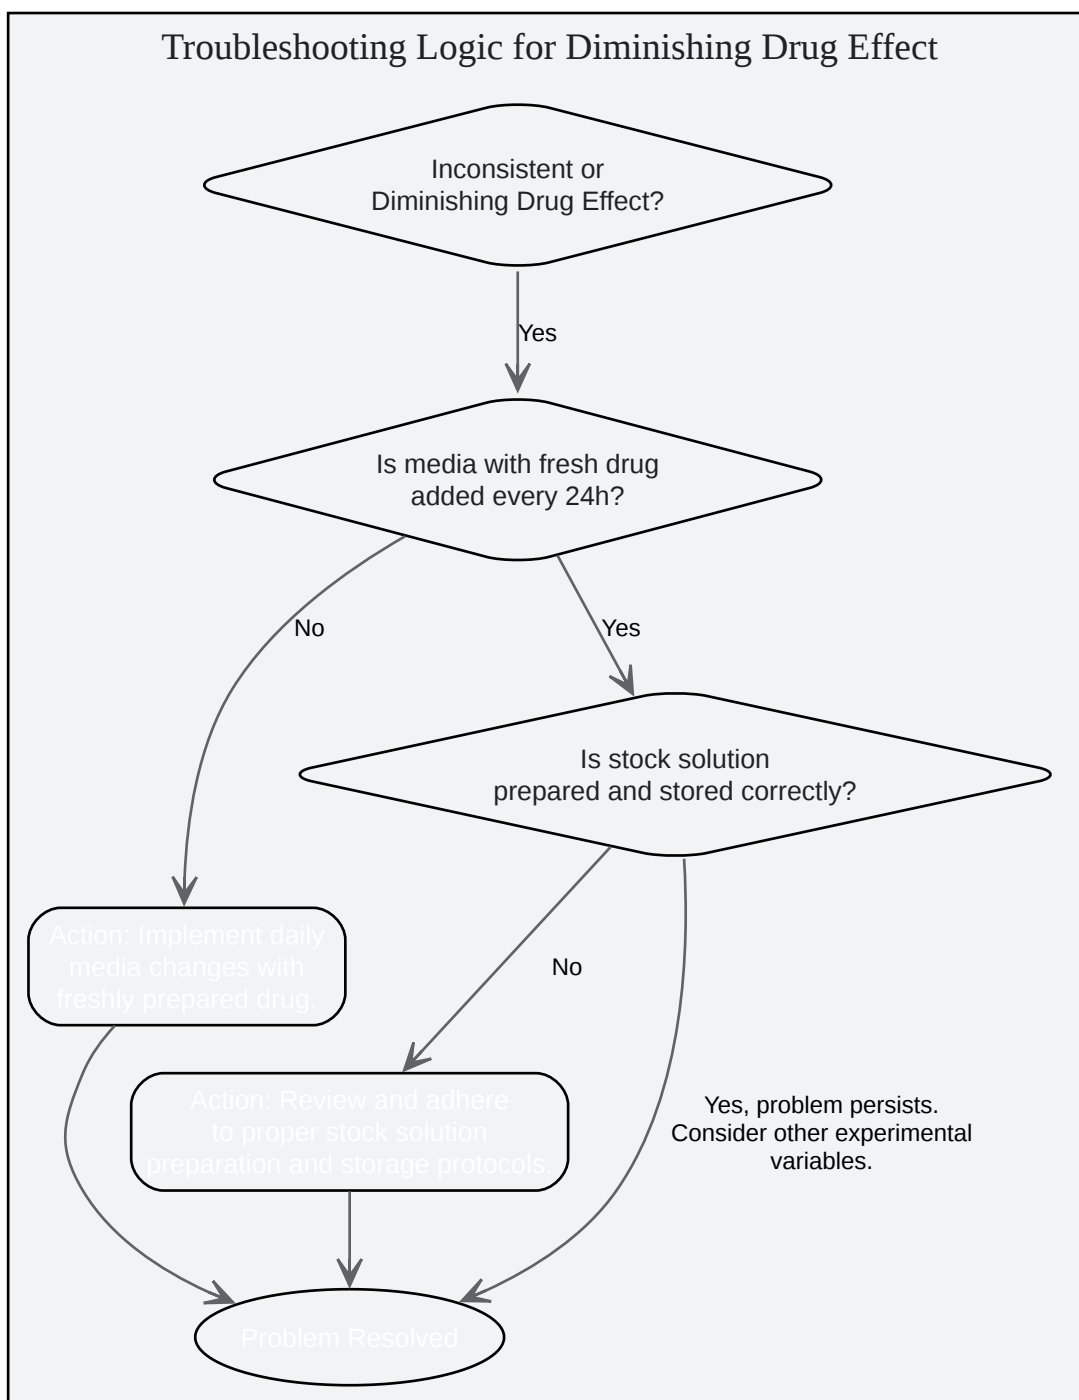 Troubleshooting Logic for Diminishing Drug Effect
Inconsistent or
Diminishing Drug Effect?
Yes
Is media with fresh drug
added every 24h?
No
Yes
Is stock solution
prepared and stored correctly?
Action: Implement daily
media changes with
freshly prepared drug.
No
Action: Review and adhere
to proper stock solution
preparation and storage protocols.
Yes, problem persists.
Consider other experimental
variables.
Problem Resolved